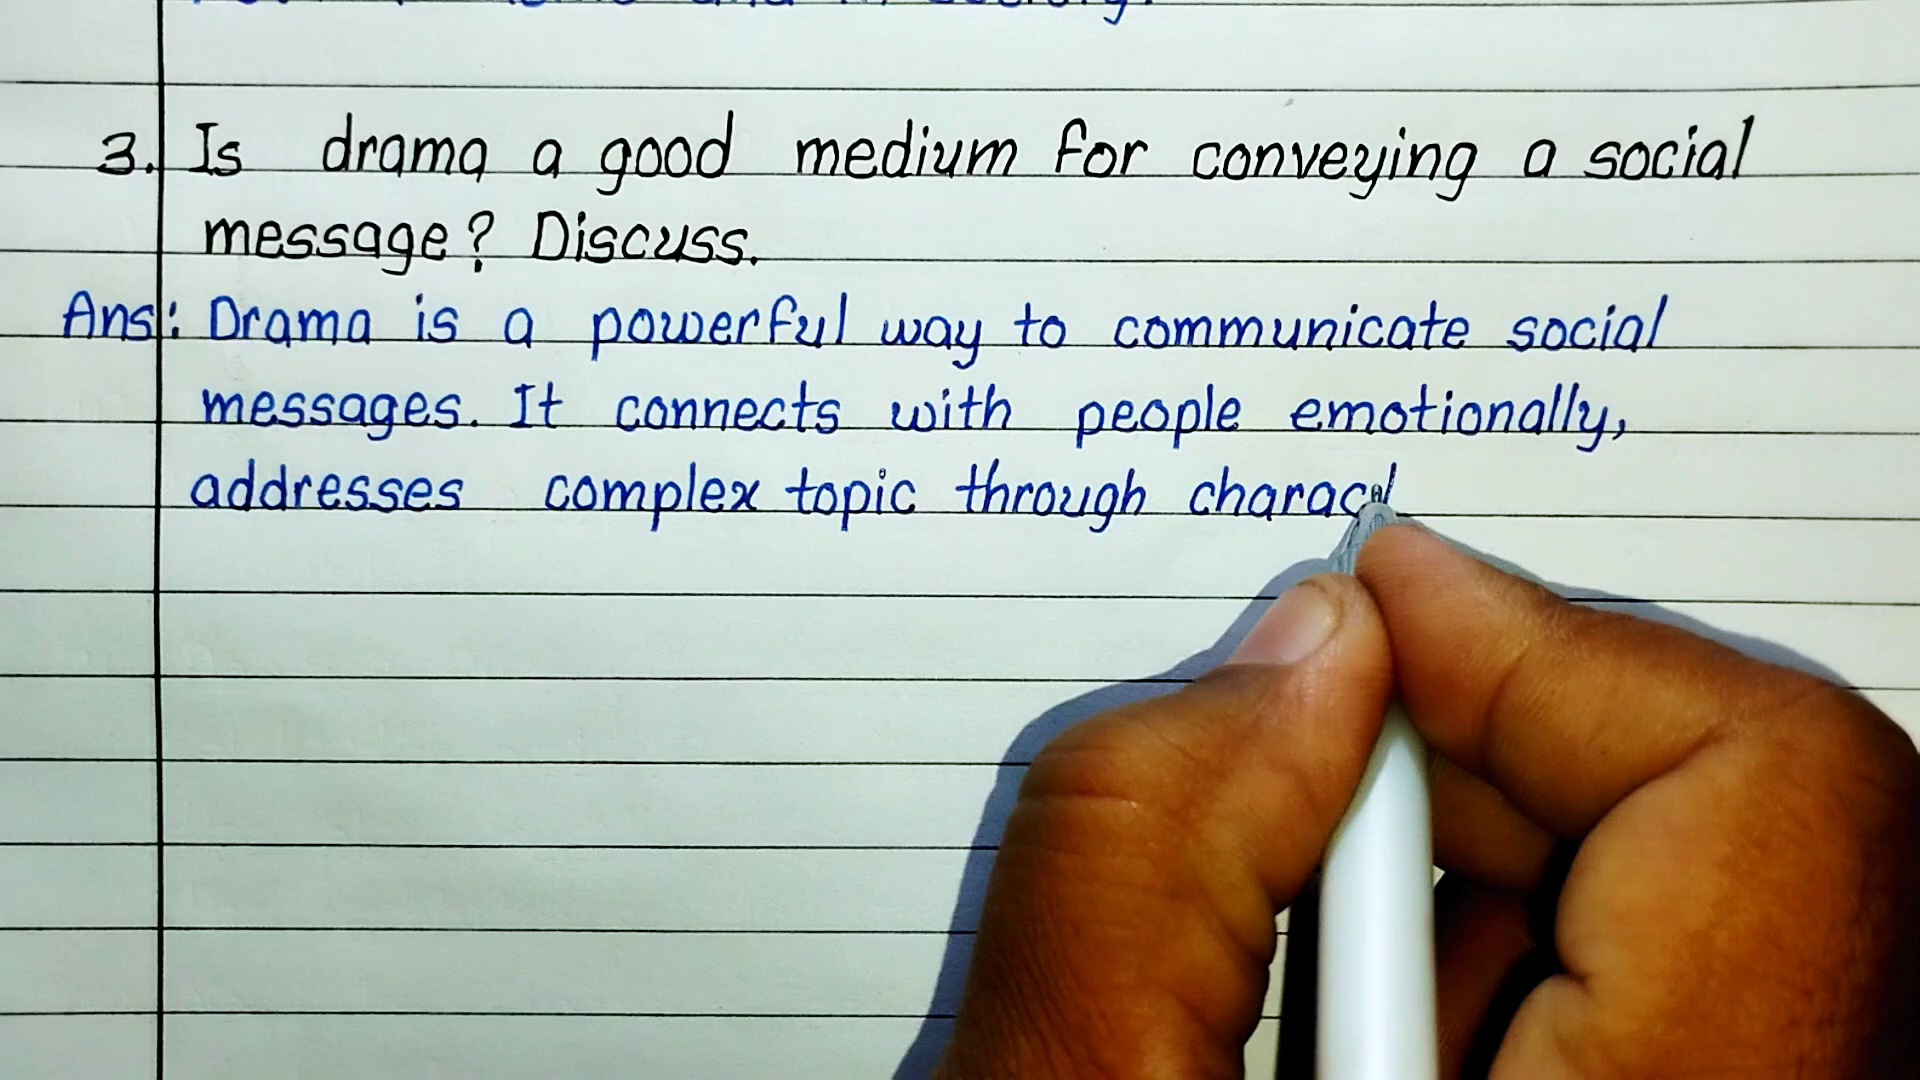 3. Is drama a good medium for conveying a social
message? Discuss.
Ans: Drama is a powerful way to communicate social
messages. It connects with people emotionally,
addresses complex topic through charac